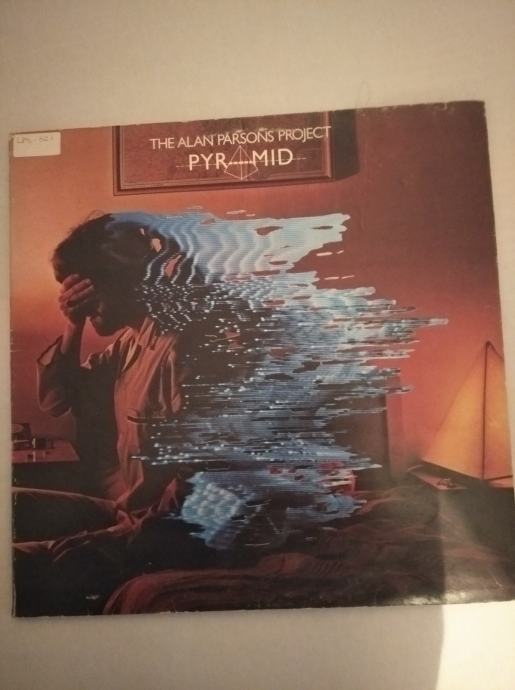 THE ALAN PARSONS PROJECT
PYRAMID